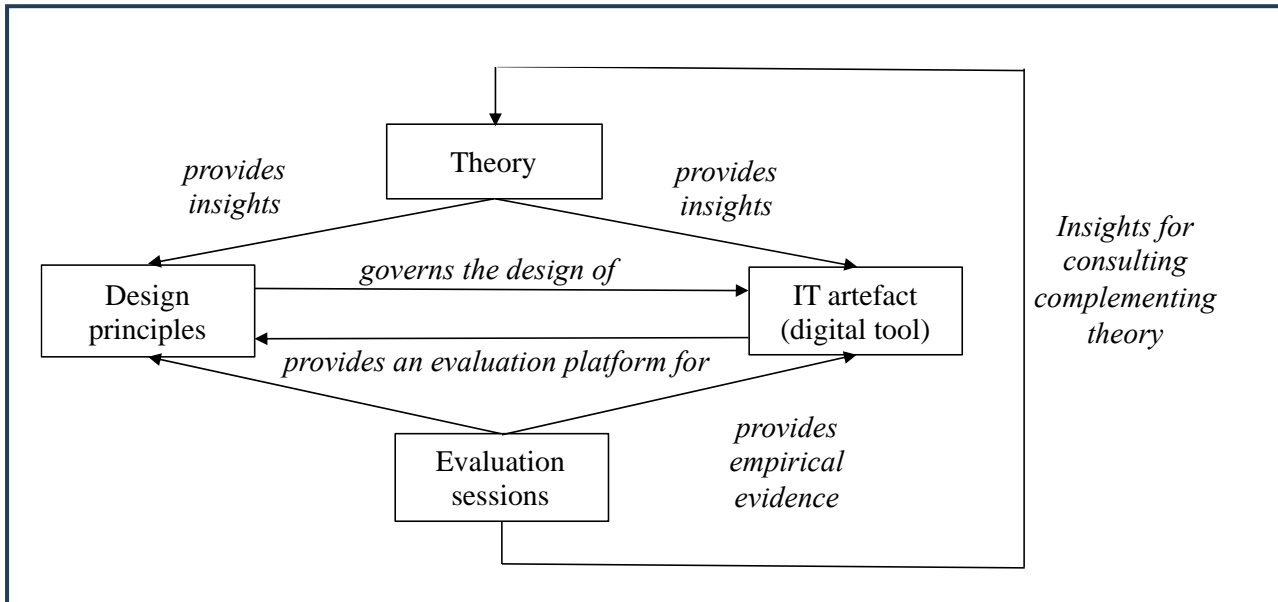 Theory
provides
insights
provides
insights
Insights for
consulting
complementing
theory
Design
principles
governs the design of
IT artefact
(digital tool)
provides an evaluation platform for
Evaluation
sessions
provides
empirical
evidence